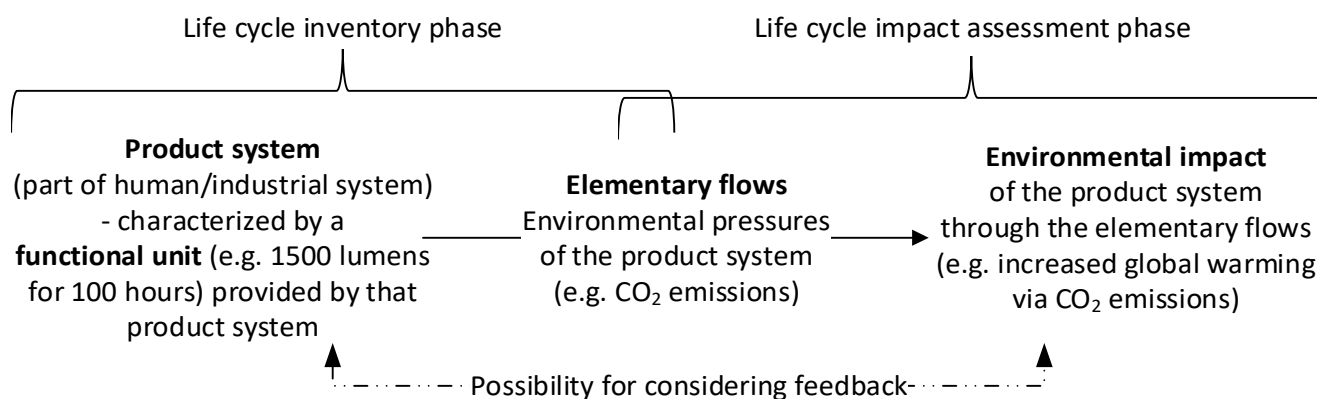 Life cycle inventory phase
Life cycle impact assessment phase
Product system
(part of human/industrial system)
- characterized by a
functional unit (e.g. 1500 lumens
for 100 hours) provided by that
product system
Elementary flows
Environmental pressures
of the product system
(e.g. CO₂ emissions)
Environmental impact
of the product system
through the elementary flows
(e.g. increased global warming
via CO₂ emissions)
Possibility for considering feedback